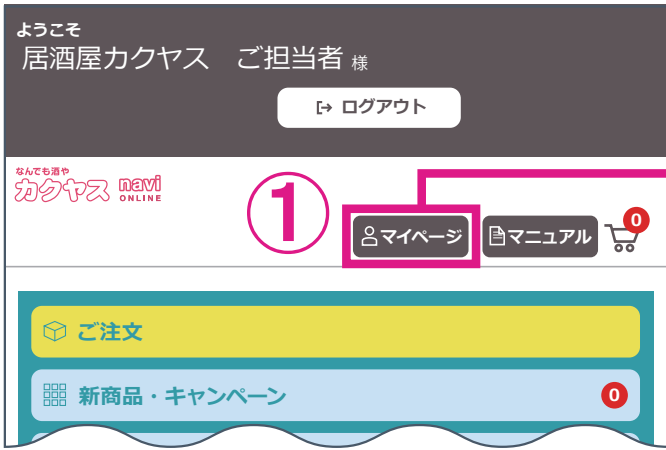 ようこそ
居酒屋カクヤス ご担当者 様
ログアウト
なんでも酒や
カクヤス navi
ONLINE
①
マイページ
マニュアル
0
ご注文
新商品・キャンペーン
0